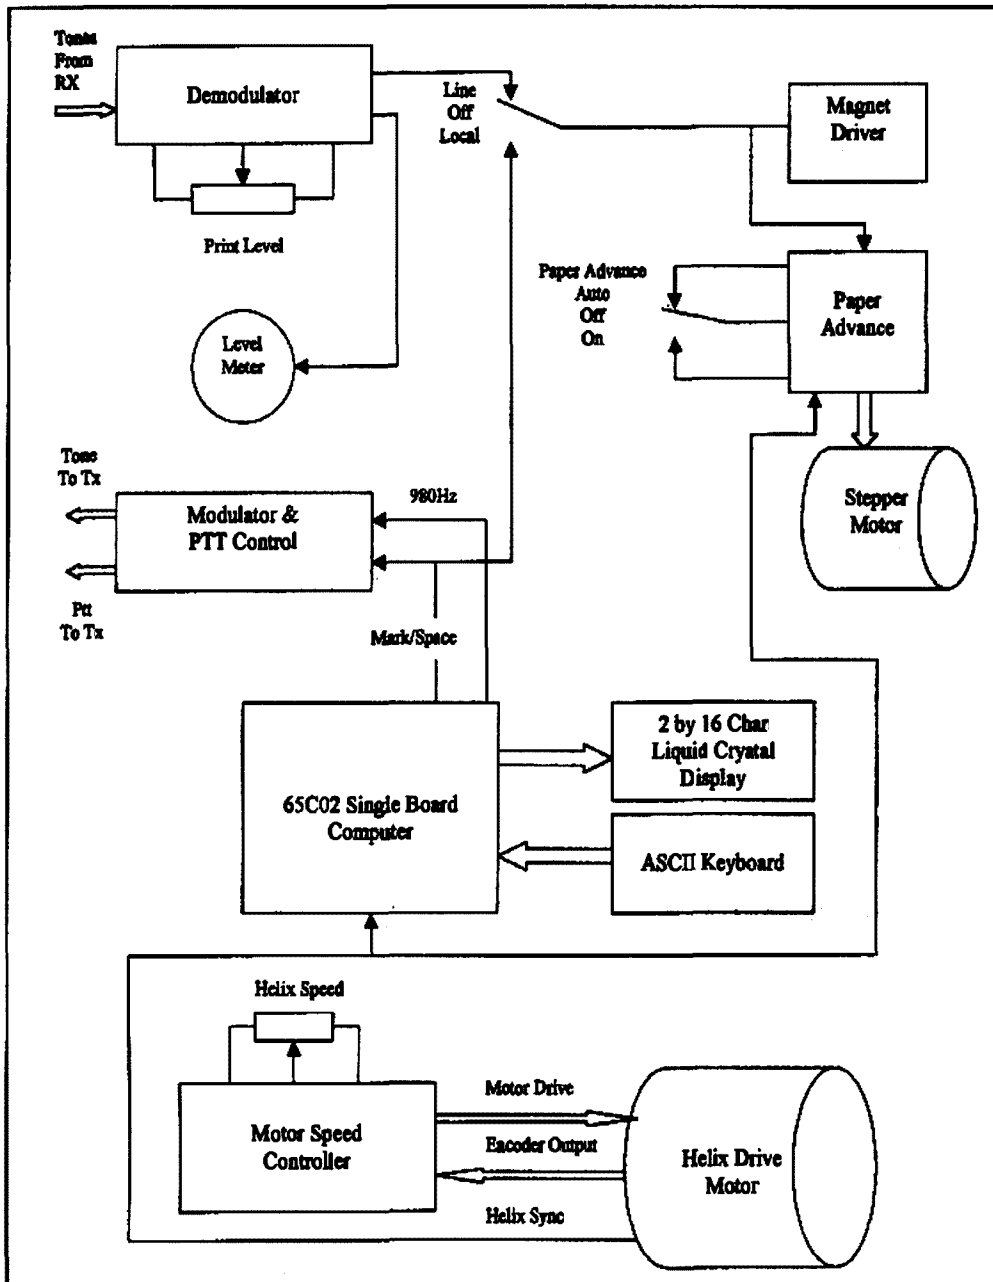 Tones
From
RX
Demodulator
Line
Off
Local
Magnet
Driver
Print Level
Paper Advance
Auto
Off
On
Paper
Advance
Level
Meter
Tone
To Tx
980Hz
Modulator &
PTT Control
Stepper
Motor
Ptt
To Tx
Mark/Space
2 by 16 Char
Liquid Crystal
Display
65C02 Single Board
Computer
ASCII Keyboard
Helix Speed
Motor Drive
Motor Speed
Controller
Encoder Output
Helix Drive
Motor
Helix Sync